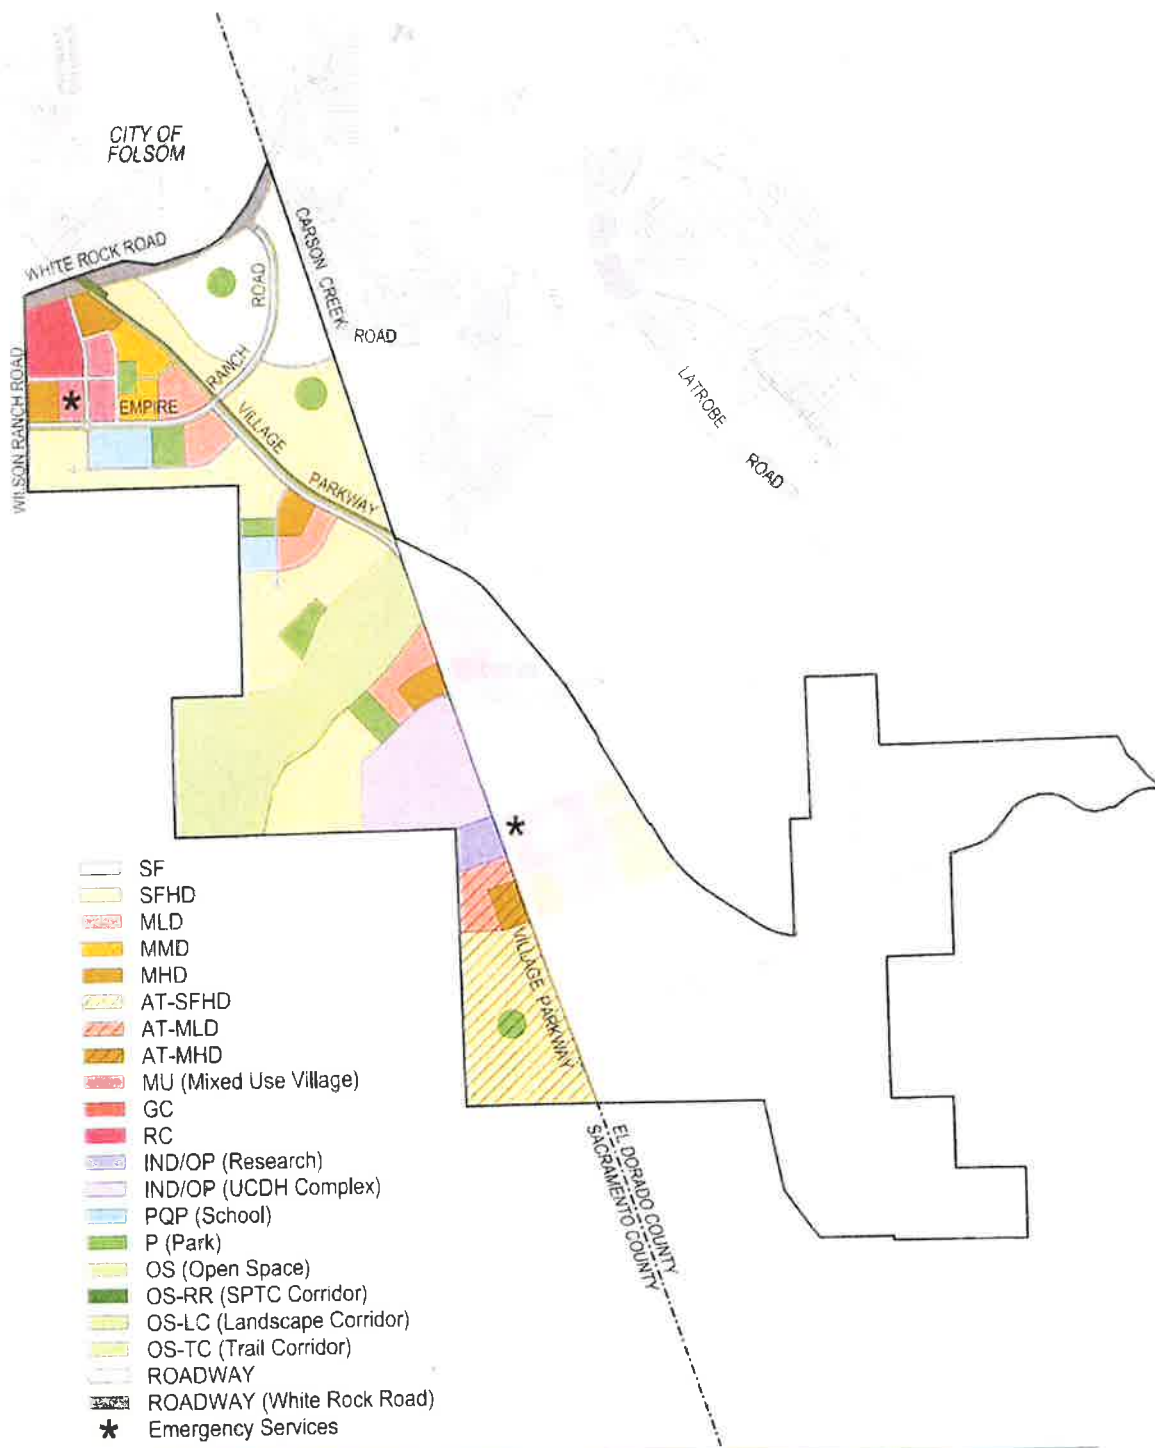 CITY OF
FOLSOM
WHITE ROCK ROAD
CARSON CREEK
ROAD
ROAD
RANCH
EMPIRE
WILSON RANCH ROAD
VILLAGE
PARKWAY
LATROBE
ROAD
VILLAGE PARKWAY
EL DORADO COUNTY
SACRAMENTO COUNTY
SF
SFHD
MLD
MMD
MHD
AT-SFHD
AT-MLD
AT-MHD
MU (Mixed Use Village)
GC
RC
IND/OP (Research)
IND/OP (UCDH Complex)
PQP (School)
P (Park)
OS (Open Space)
OS-RR (SPTC Corridor)
OS-LC (Landscape Corridor)
OS-TC (Trail Corridor)
ROADWAY
ROADWAY (White Rock Road)
Emergency Services